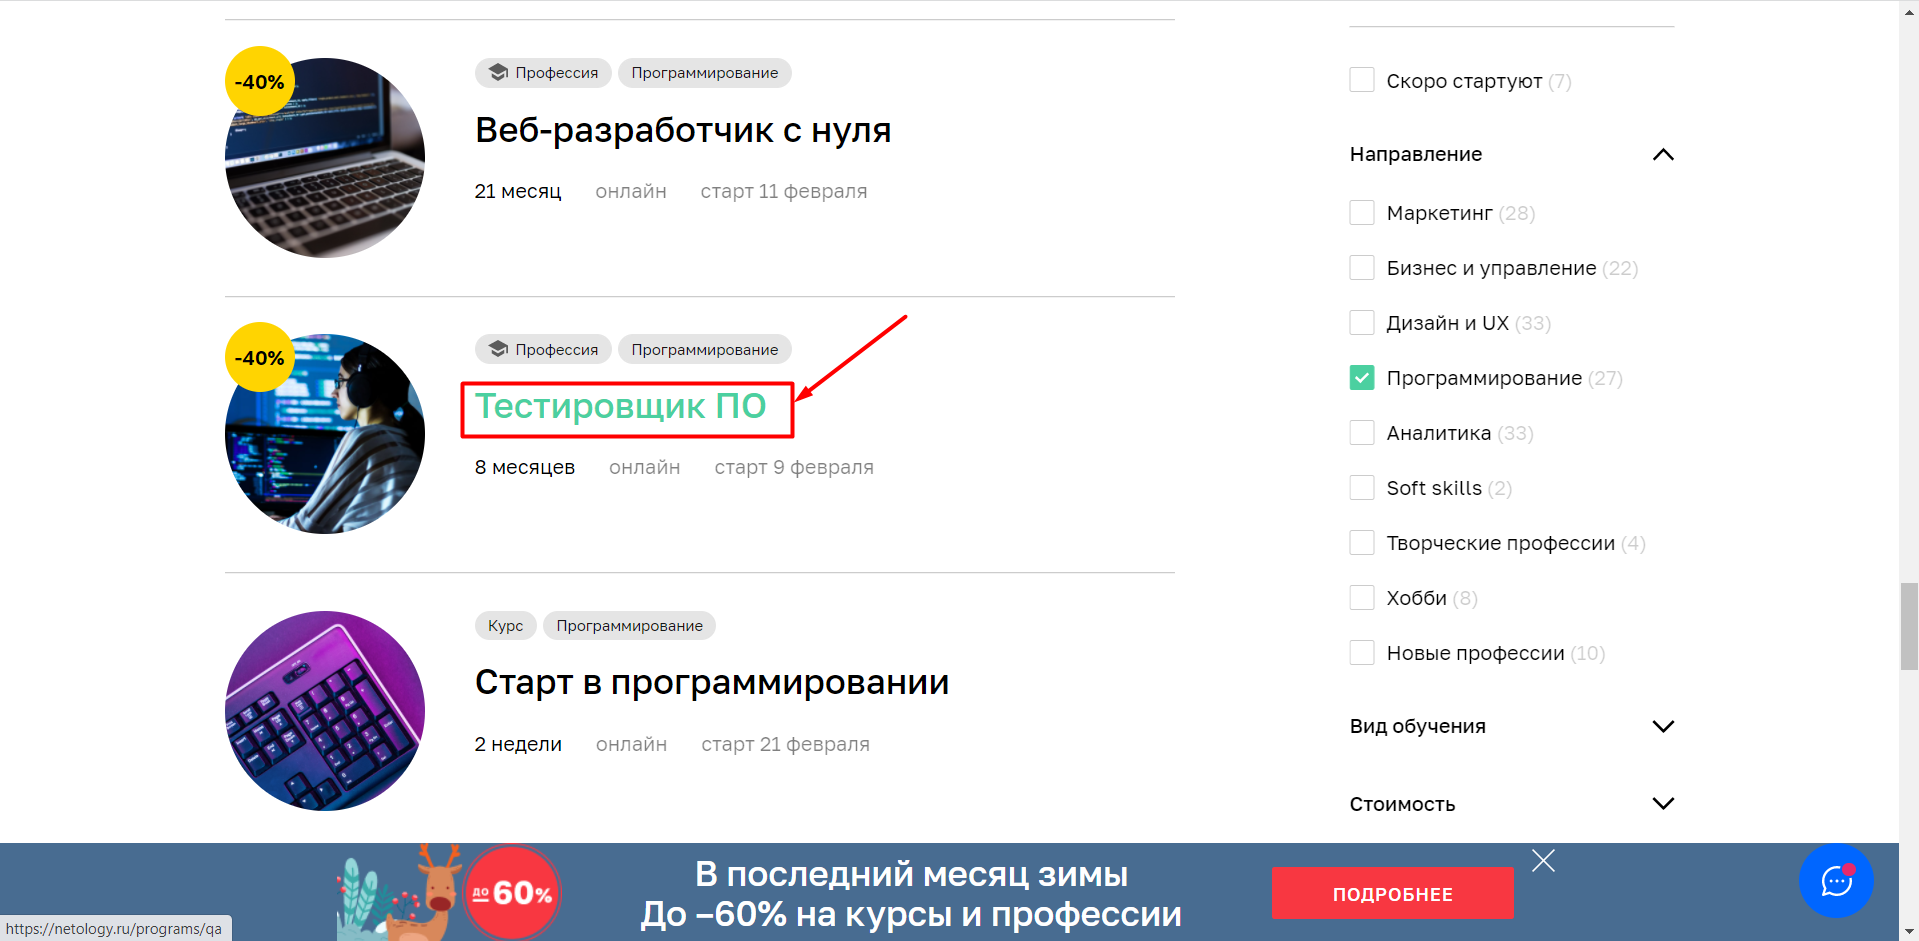 -40%
Профессия
Программирование
Веб-разработчик с нуля
21 месяц онлайн старт 11 февраля
-40%
Профессия
Программирование
Тестировщик ПО
8 месяцев онлайн старт 9 февраля
Курс
Программирование
Старт в программировании
2 недели онлайн старт 21 февраля
Скоро стартуют (7)
Направление
Маркетинг (28)
Бизнес и управление (22)
Дизайн и UX (33)
Программирование (27)
Аналитика (33)
Soft skills (2)
Творческие профессии (4)
Хобби (8)
Новые профессии (10)
Вид обучения
Стоимость
до 60%
В последний месяц зимы
До –60% на курсы и профессии
ПОДРОБНЕЕ
https://netology.ru/programs/qa